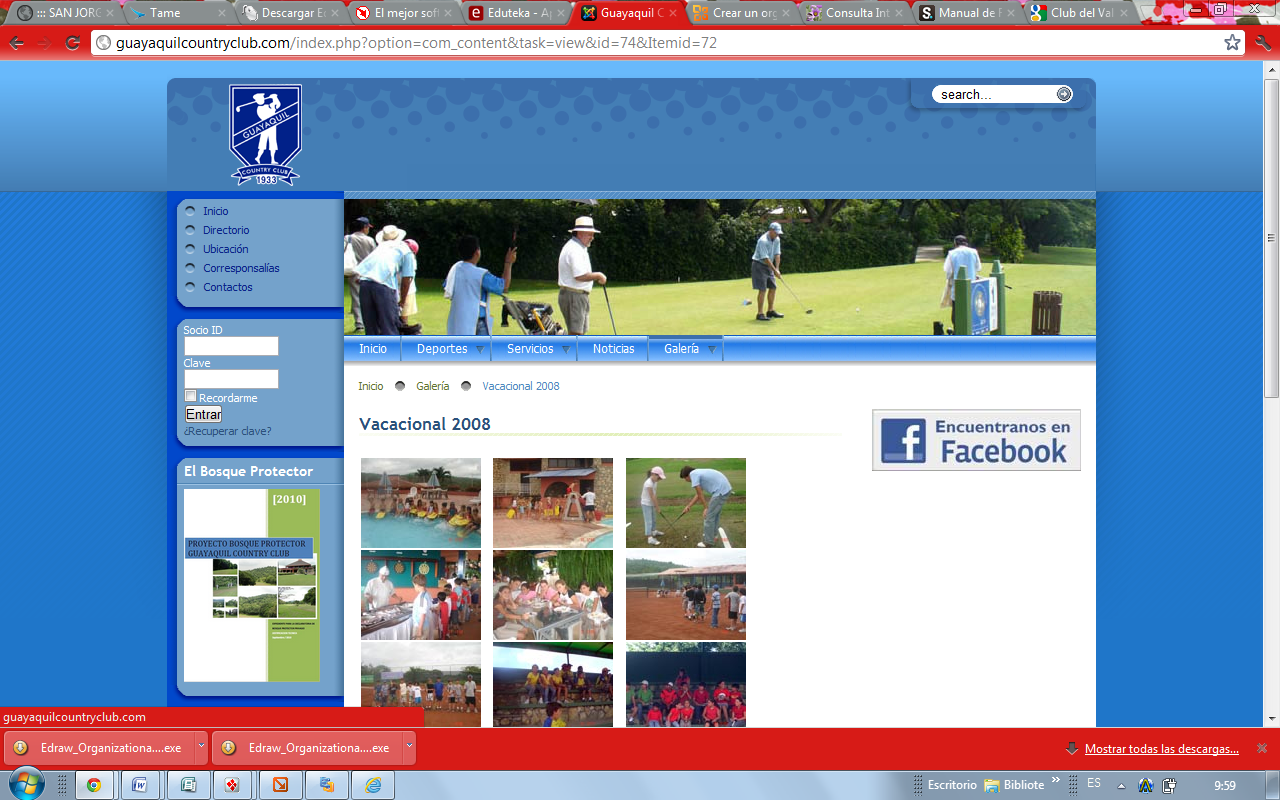 ::: SAN JORG
Tame
Descargar E
El mejor soft
Eduteka - Ap
Guayaquil C
Crear un org
Consulta Int
Manual de F
Club del Val
guayaquilcountryclub.com/index.php?option=com_content&task=view&id=74&Itemid=72
search...
GUAYAQUIL
COUNTRY CLUB
1933
Inicio
Directorio
Ubicación
Corresponsalías
Contactos
Socio ID
Clave
Recordarme
Entrar
¿Recuperar clave?
El Bosque Protector
[2010]
PROYECTO BOSQUE PROTECTOR
GUAYAQUIL COUNTRY CLUB
Inicio Deportes Servicios Noticias Galería
Inicio Galería Vacacional 2008
Vacacional 2008
Encuentranos en
Facebook
guayaquilcountryclub.com
Edraw_Organizationa....exe
Edraw_Organizationa....exe
Mostrar todas las descargas...
Escritorio
Bibliote
»
ES
9:59